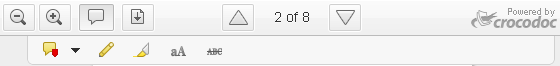 2 of 8
Powered by
crocodoc
aA
ABC